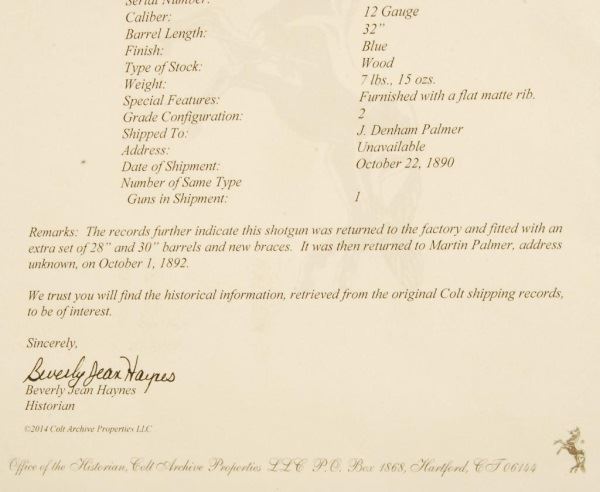 Serial Number:
Caliber: 12 Gauge
Barrel Length: 32"
Finish: Blue
Type of Stock: Wood
Weight: 7 lbs., 15 ozs.
Special Features: Furnished with a flat matte rib.
Grade Configuration: 2
Shipped To: J. Denham Palmer
Address: Unavailable
Date of Shipment: October 22, 1890
Number of Same Type
Guns in Shipment: 1
Remarks: The records further indicate this shotgun was returned to the factory and fitted with an
extra set of 28" and 30" barrels and new braces. It was then returned to Martin Palmer, address
unknown, on October 1, 1892.
We trust you will find the historical information, retrieved from the original Colt shipping records,
to be of interest.
Sincerely,
Beverly Jean Haynes
Beverly Jean Haynes
Historian
©2014 Colt Archive Properties LLC
Office of the Historian, Colt Archive Properties LLC P.O. Box 1868, Hartford, CT 06144